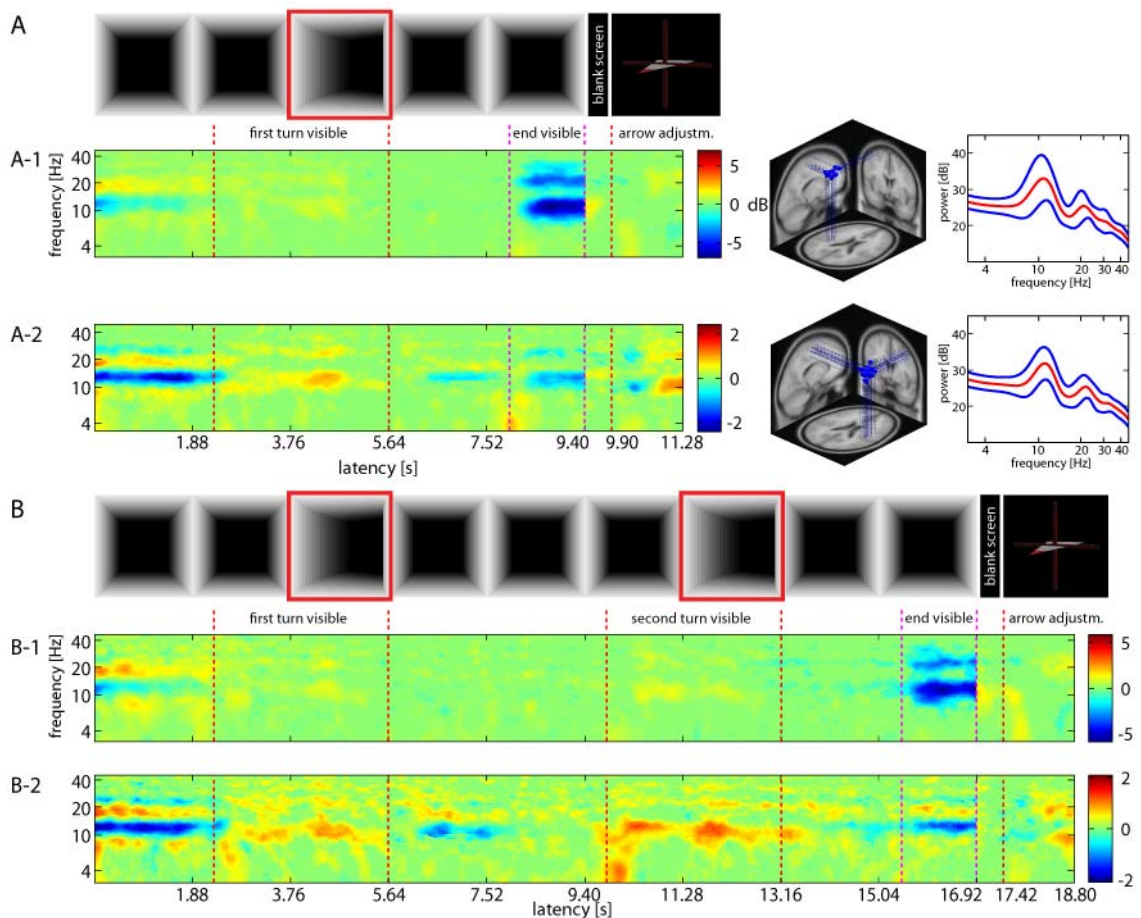 A
blank screen
first turn visible
end visible
arrow adjustm.
A-1
frequency [Hz]
40
20
10
4
5
0
dB
-5
power [dB]
40
30
20
4 10 20 30 40
frequency [Hz]
A-2
40
20
10
4
1.88 3.76 5.64 7.52 9.40 9.90 11.28
latency [s]
2
0
-2
power [dB]
40
30
20
4 10 20 30 40
frequency [Hz]
B
blank screen
first turn visible
second turn visible
end visible
arrow adjustm.
B-1
frequency [Hz]
40
20
10
4
5
0
-5
B-2
40
20
10
4
1.88 3.76 5.64 7.52 9.40 11.28 13.16 15.04 16.92 17.42 18.80
latency [s]
2
0
-2